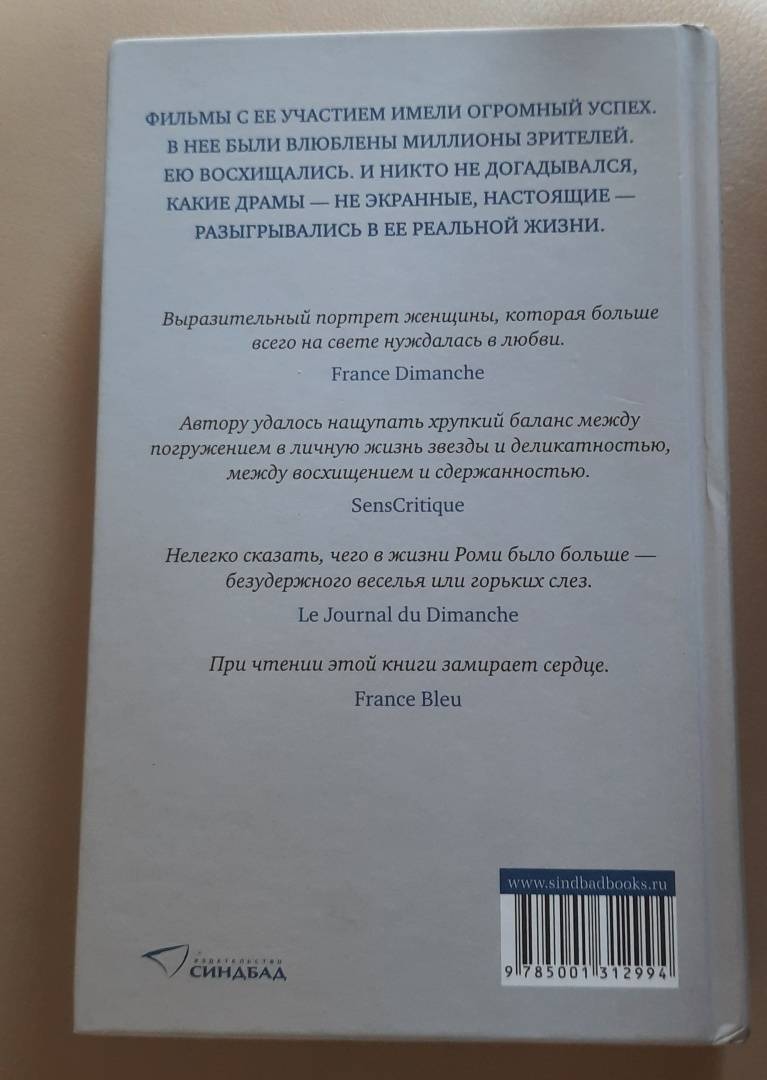 ФИЛЬМЫ С ЕЕ УЧАСТИЕМ ИМЕЛИ ОГРОМНЫЙ УСПЕХ.
В НЕЕ БЫЛИ ВЛЮБЛЕНЫ МИЛЛИОНЫ ЗРИТЕЛЕЙ.
ЕЮ ВОСХИЩАЛИСЬ. И НИКТО НЕ ДОГАДЫВАЛСЯ,
КАКИЕ ДРАМЫ — НЕ ЭКРАННЫЕ, НАСТОЯЩИЕ —
РАЗЫГРЫВАЛИСЬ В ЕЕ РЕАЛЬНОЙ ЖИЗНИ.
Выразительный портрет женщины, которая больше
всего на свете нуждалась в любви.
France Dimanche
Автору удалось нащупать хрупкий баланс между
погружением в личную жизнь звезды и деликатностью,
между восхищением и сдержанностью.
SensCritique
Нелегко сказать, чего в жизни Роми было больше —
безудержного веселья или горьких слез.
Le Journal du Dimanche
При чтении этой книги замирает сердце.
France Bleu
www.sindbadbooks.ru
9 785001 312994
ИЗДАТЕЛЬСТВО
СИНДБАД